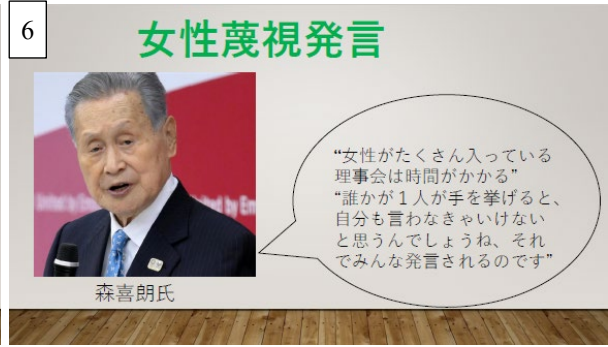 6
女性蔑視発言
“女性がたくさん入っている
理事会は時間がかかる”
“誰かが１人が手を挙げると、
自分も言わなきゃいけない
と思うんでしょうね、それ
でみんな発言されるのです”
森喜朗氏